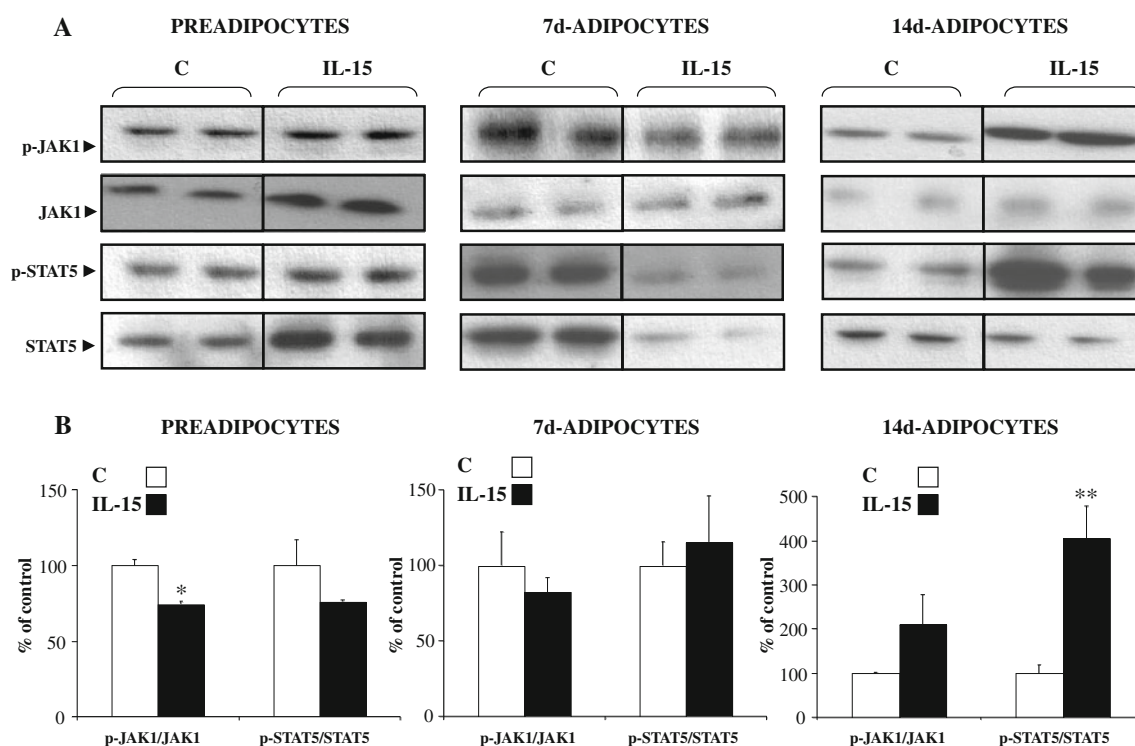 A PREADIPOCYTES 7d-ADIPOCYTES 14d-ADIPOCYTES
C IL-15 C IL-15 C IL-15
p-JAK1
JAK1
p-STAT5
STAT5
B PREADIPOCYTES 7d-ADIPOCYTES 14d-ADIPOCYTES
C
IL-15
% of control
150
100
50
0
*
p-JAK1/JAK1 p-STAT5/STAT5
C
IL-15
% of control
150
100
50
0
p-JAK1/JAK1 p-STAT5/STAT5
C
IL-15
% of control
500
400
300
200
100
0
**
p-JAK1/JAK1 p-STAT5/STAT5